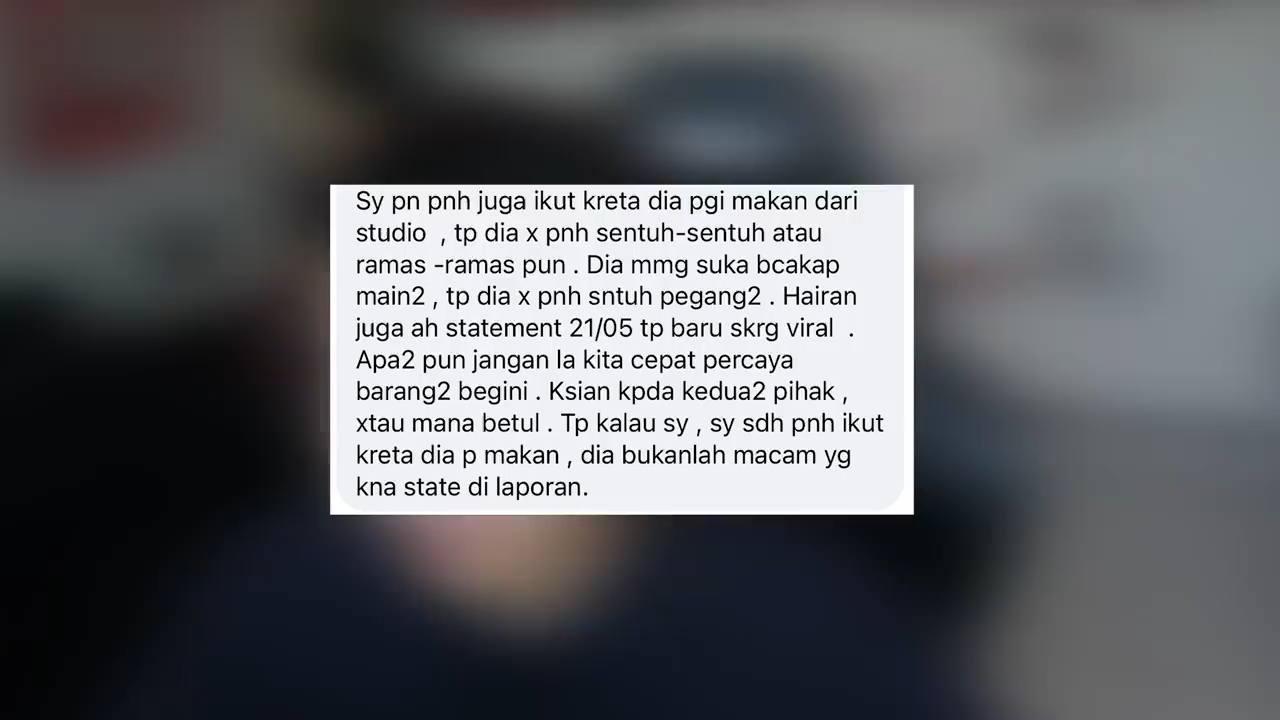 Sy pn pnh juga ikut kreta dia pgi makan dari
studio , tp dia x pnh sentuh-sentuh atau
ramas -ramas pun . Dia mmg suka bcakap
main2 , tp dia x pnh sntuh pegang2 . Hairan
juga ah statement 21/05 tp baru skrg viral .
Apa2 pun jangan la kita cepat percaya
barang2 begini . Ksian kpda kedua2 pihak ,
xtau mana betul . Tp kalau sy , sy sdh pnh ikut
kreta dia p makan , dia bukanlah macam yg
kna state di laporan.